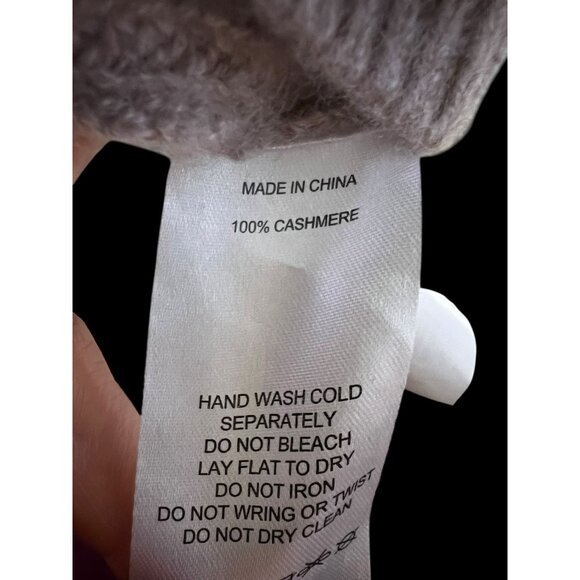 MADE IN CHINA
100% CASHMERE
HAND WASH COLD
SEPARATELY
DO NOT BLEACH
LAY FLAT TO DRY
DO NOT IRON
DO NOT WRING OR TWIST
DO NOT DRY CLEAN